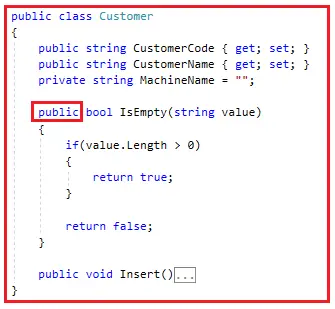 public class Customer
{
    public string CustomerCode { get; set; }
    public string CustomerName { get; set; }
    private string MachineName = "";
    public bool IsEmpty(string value)
    {
        if(value.Length > 0)
        {
            return true;
        }
        return false;
    }
    public void Insert()...
}